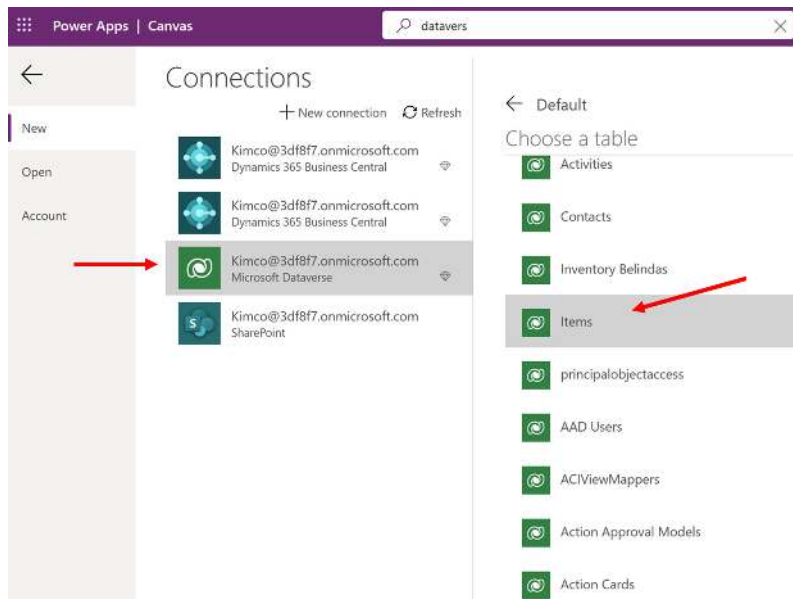 Power Apps | Canvas
datavers
New
Open
Account
Connections
New connection
Refresh
Kimco@3df8f7.onmicrosoft.com
Dynamics 365 Business Central
Kimco@3df8f7.onmicrosoft.com
Dynamics 365 Business Central
Kimco@3df8f7.onmicrosoft.com
Microsoft Dataverse
S
Kimco@3df8f7.onmicrosoft.com
SharePoint
Default
Choose a table
Activities
Contacts
Inventory Belindas
Items
principalobjectaccess
AAD Users
ACIViewMappers
Action Approval Models
Action Cards